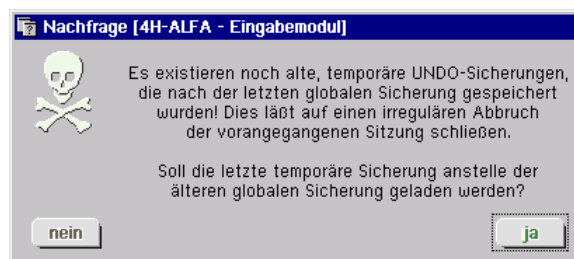 Nachfrage [4H-ALFA - Eingabemodul]
Es existieren noch alte, temporäre UNDO-Sicherungen,
die nach der letzten globalen Sicherung gespeichert
wurden! Dies läßt auf einen irregulären Abbruch
der vorangegangenen Sitzung schließen.
Soll die letzte temporäre Sicherung anstelle der
älteren globalen Sicherung geladen werden?
nein
ja